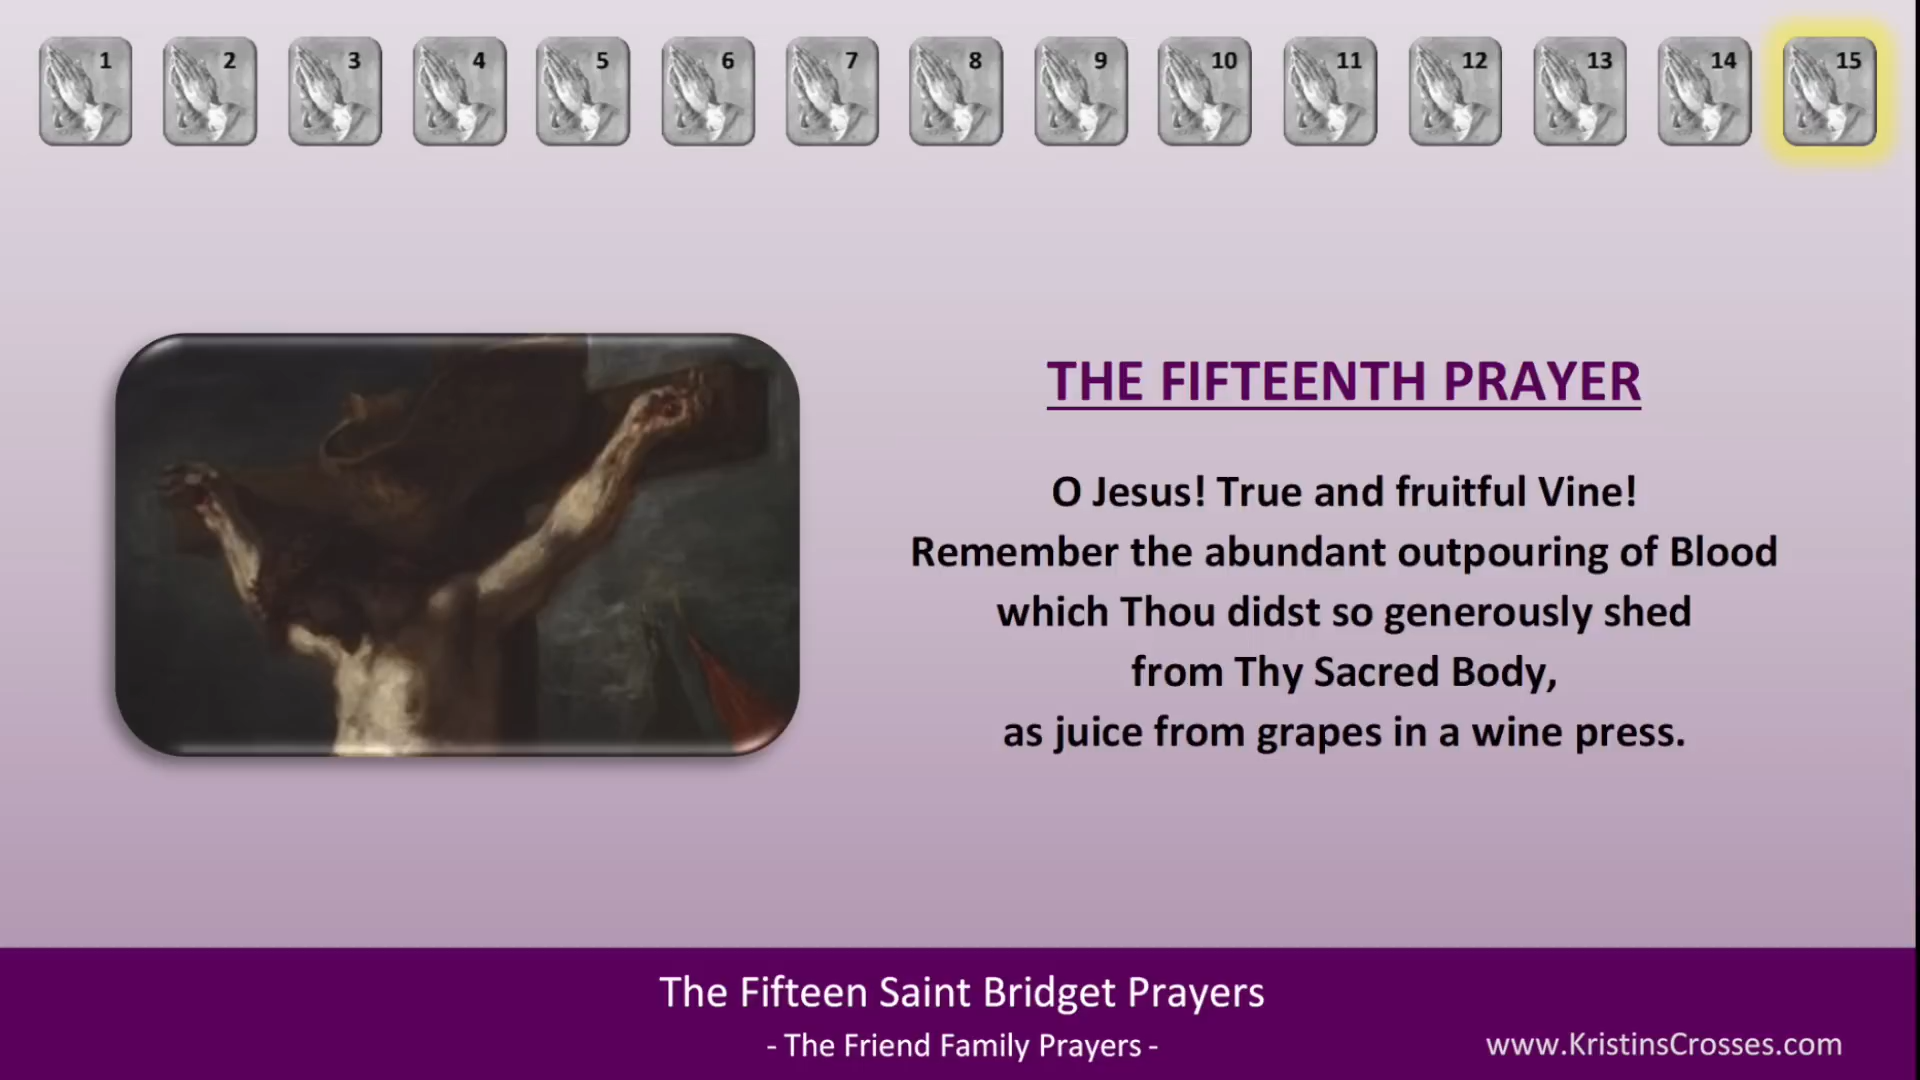 1 2 3 4 5 6 7 8 9 10 11 12 13 14 15
THE FIFTEENTH PRAYER
O Jesus! True and fruitful Vine!
Remember the abundant outpouring of Blood
which Thou didst so generously shed
from Thy Sacred Body,
as juice from grapes in a wine press.
The Fifteen Saint Bridget Prayers
- The Friend Family Prayers -
www.KristinsCrosses.com